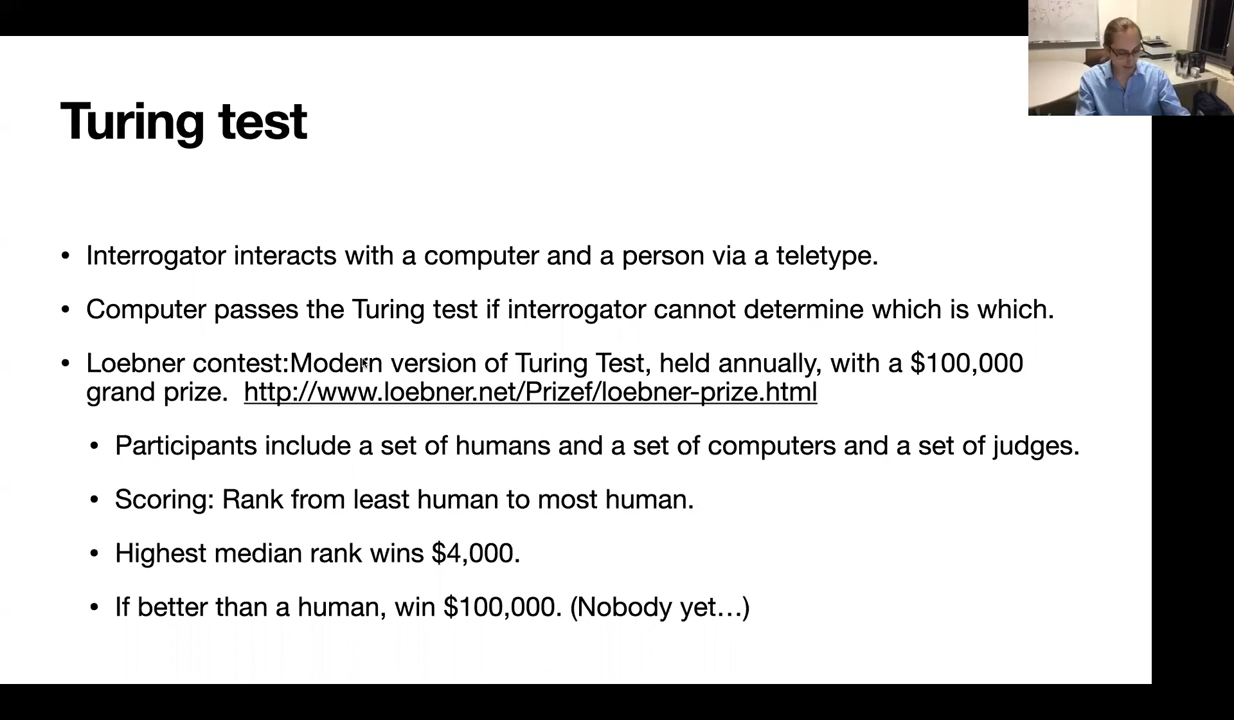 Turing test
• Interrogator interacts with a computer and a person via a teletype.
• Computer passes the Turing test if interrogator cannot determine which is which.
• Loebner contest:Modern version of Turing Test, held annually, with a $100,000
grand prize. http://www.loebner.net/Prizef/loebner-prize.html
• Participants include a set of humans and a set of computers and a set of judges.
• Scoring: Rank from least human to most human.
• Highest median rank wins $4,000.
• If better than a human, win $100,000. (Nobody yet…)